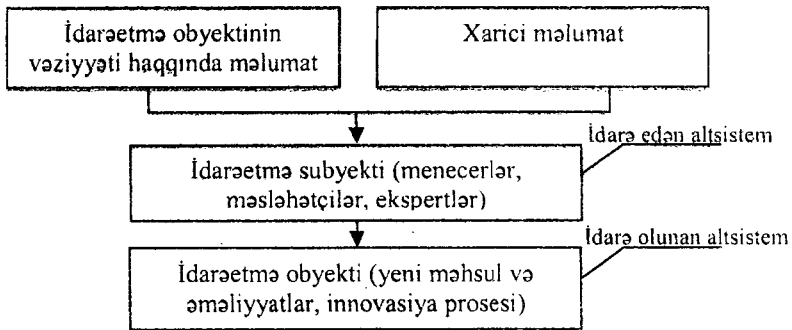 İdarəetmə obyektinin
vəziyyəti haqqında məlumat
Xarici məlumat
İdarə edən altsistem
İdarəetmə subyekti (menecerlər,
məsləhətçilər, ekspertlər)
İdarə olunan altsistem
İdarəetmə obyekti (yeni məhsul və
əməliyyatlar, innovasiya prosesi)